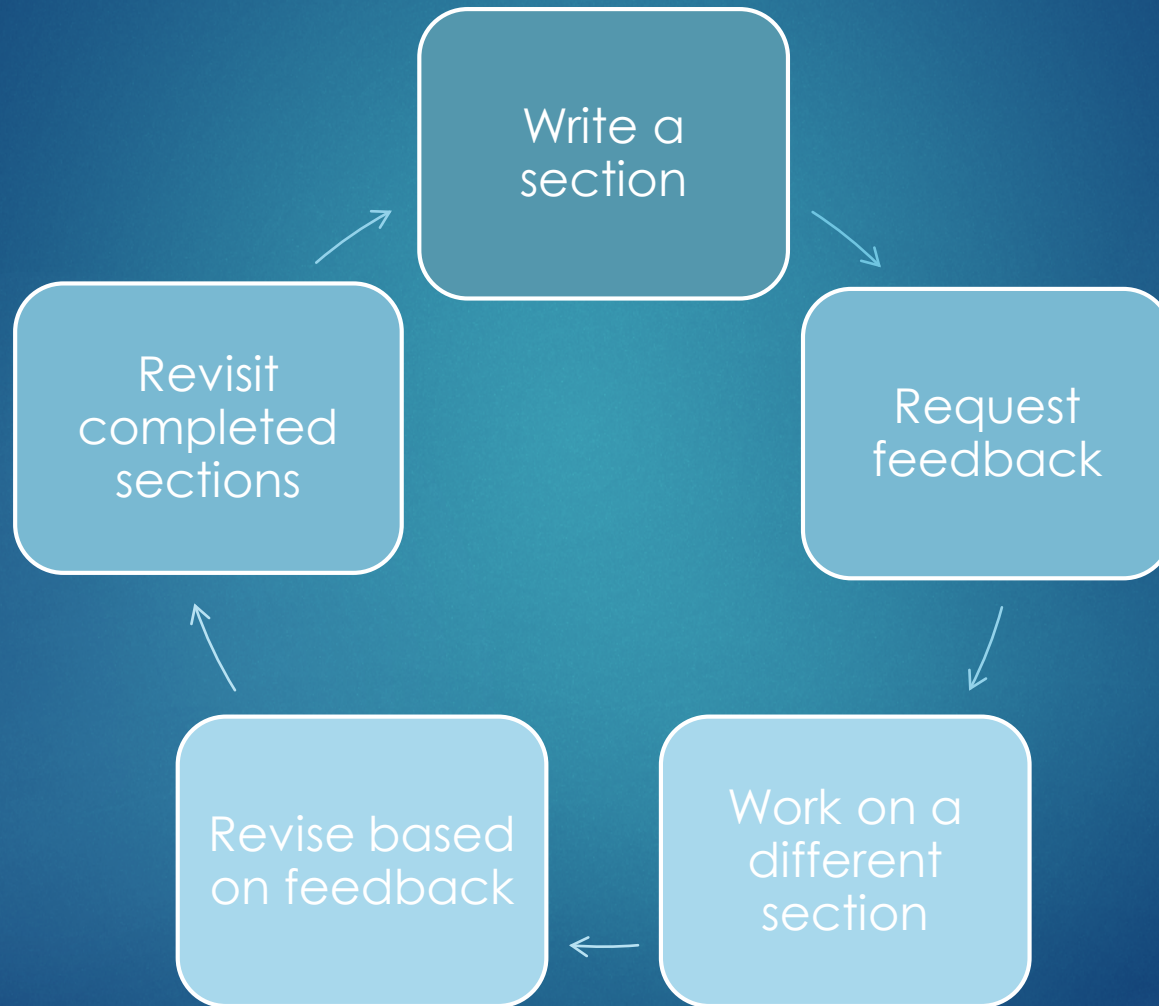 Write a
section
Request
feedback
Work on a
different
section
Revise based
on feedback
Revisit
completed
sections